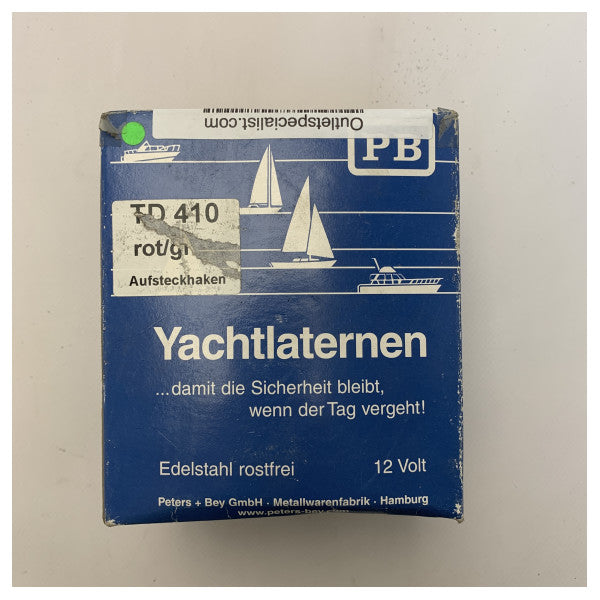 Outletspecialist.com
PB
TD 410
rot/gr
Aufsteckhaken
Yachtlaternen
...damit die Sicherheit bleibt,
wenn der Tag vergeht!
Edelstahl rostfrei 12 Volt
Peters + Bey GmbH · Metallwarenfabrik · Hamburg
www.peters-bey.com